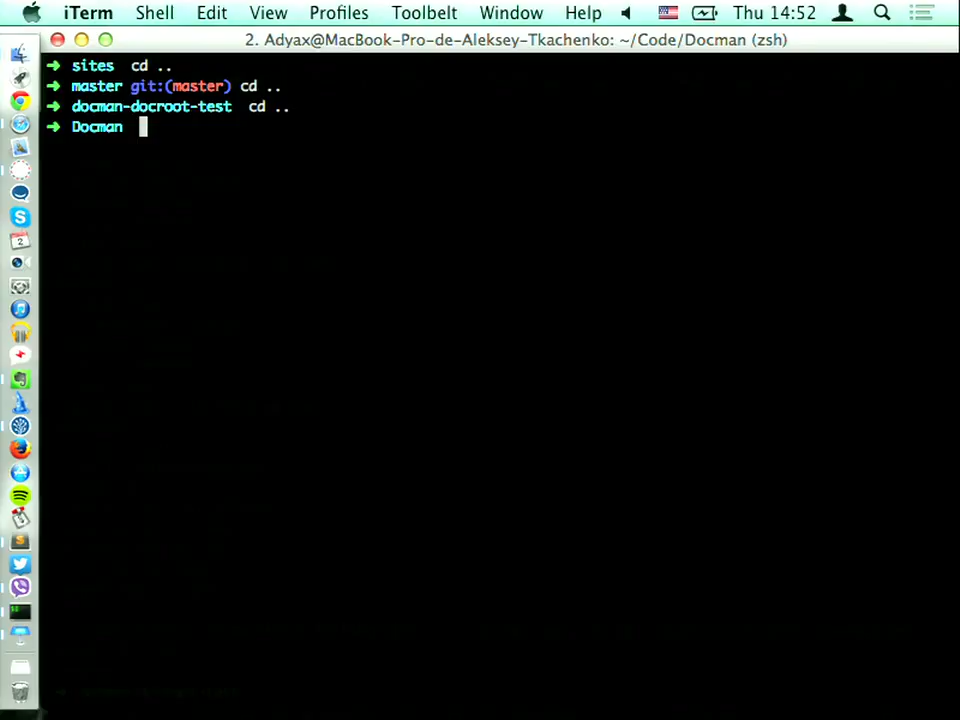 iTerm Shell Edit View Profiles Toolbelt Window Help Thu 14:52
2. Adyax@MacBook-Pro-de-Aleksey-Tkachenko: ~/Code/Docman (zsh)
➜ sites cd ..
➜ master git:(master) cd ..
➜ docman-docroot-test cd ..
➜ Docman
2